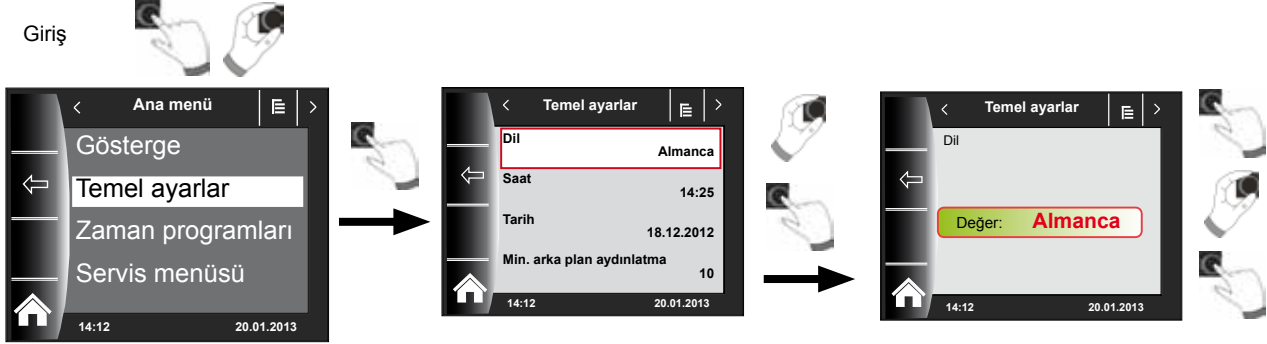 Giriş
Ana menü
Gösterge
Temel ayarlar
Zaman programları
Servis menüsü
14:12 20.01.2013
Temel ayarlar
Dil
Almanca
Saat
14:25
Tarih
18.12.2012
Min. arka plan aydınlatma
10
14:12 20.01.2013
Temel ayarlar
Dil
Değer: Almanca
14:12 20.01.2013